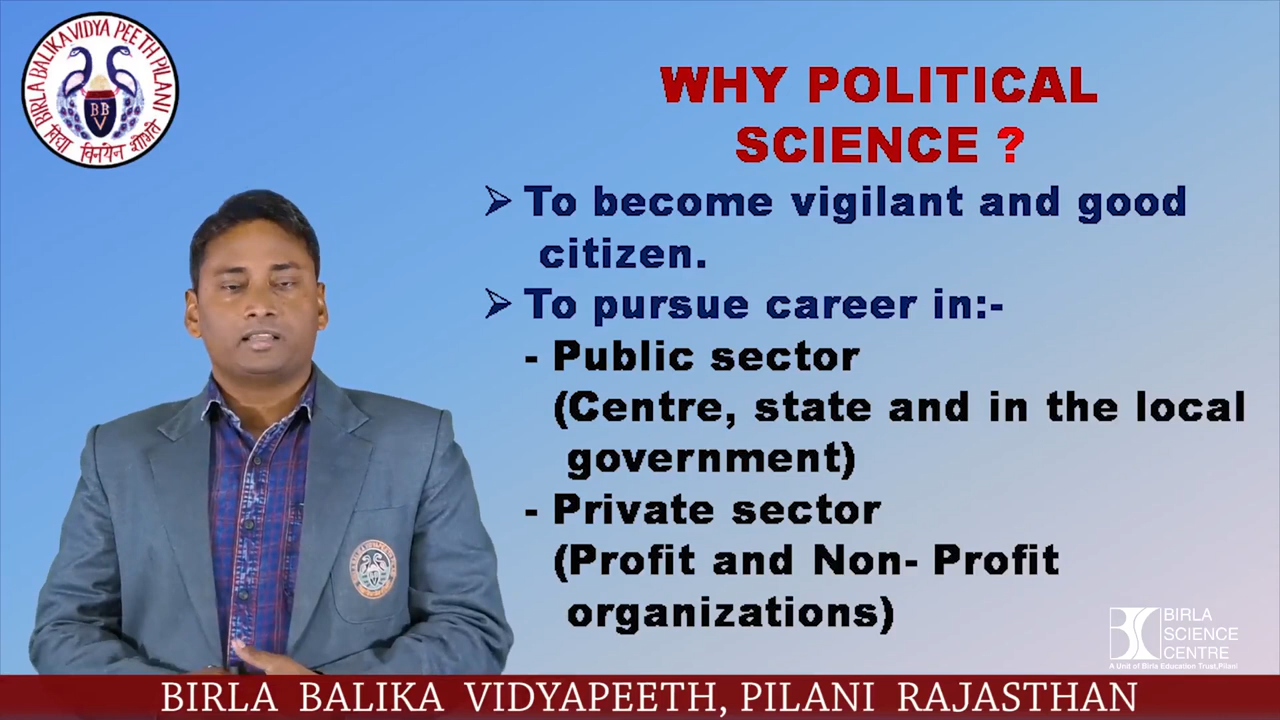 BIRLA BALIKA VIDYA PEETH PILANI
BBV
विद्या विनयेन शोभते
WHY POLITICAL
SCIENCE ?
➢ To become vigilant and good
citizen.
➢ To pursue career in:-
- Public sector
(Centre, state and in the local
government)
- Private sector
(Profit and Non- Profit
organizations)
BIRLA
SCIENCE
CENTRE
A Unit of Birla Education Trust,Pilani
BIRLA BALIKA VIDYAPEETH, PILANI RAJASTHAN